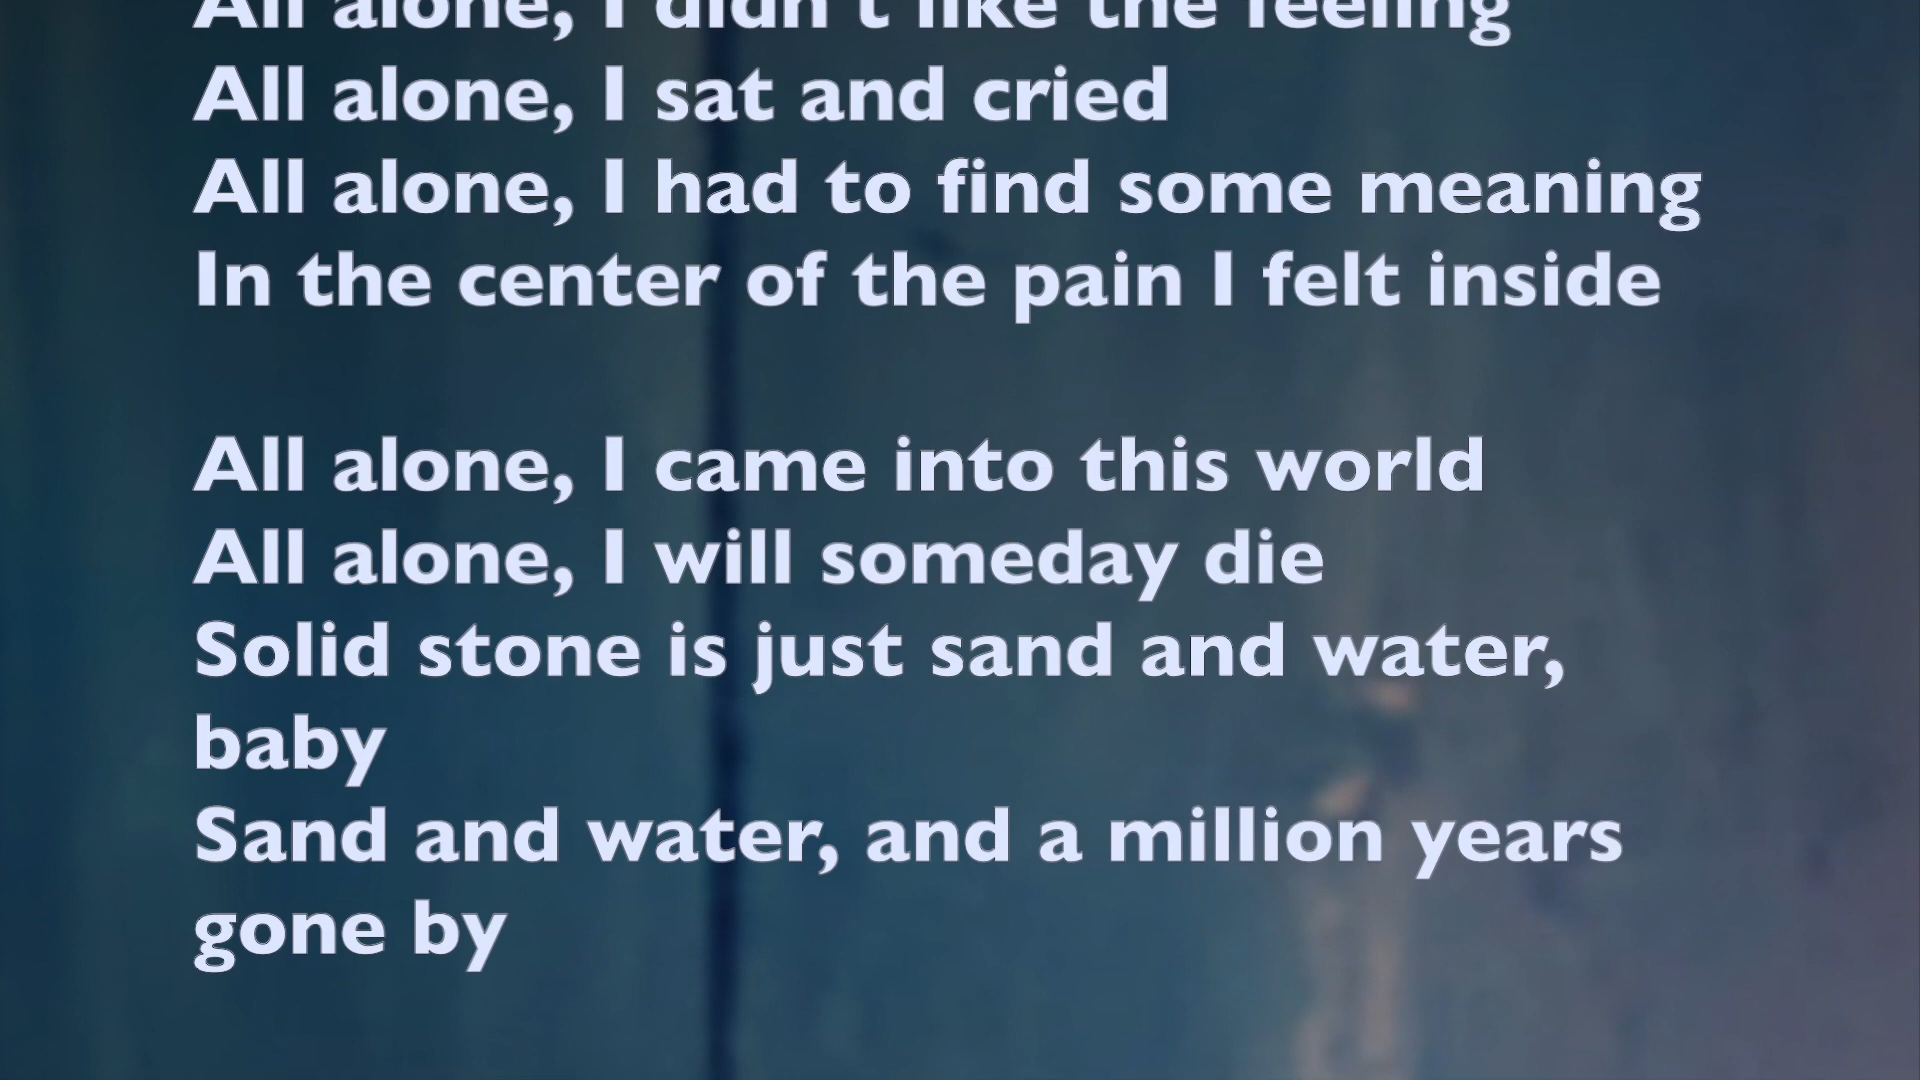 All alone, I didn't like the feeling
All alone, I sat and cried
All alone, I had to find some meaning
In the center of the pain I felt inside
All alone, I came into this world
All alone, I will someday die
Solid stone is just sand and water,
baby
Sand and water, and a million years
gone by